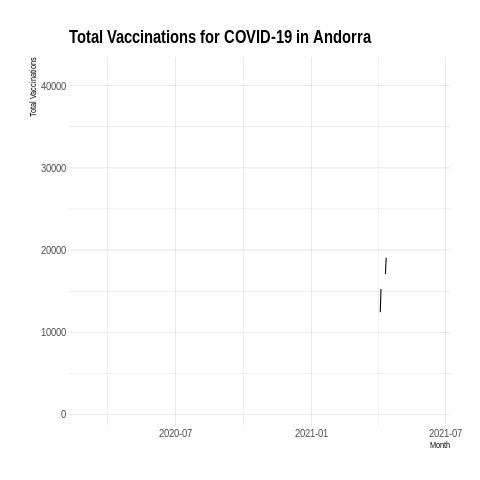 Total Vaccinations for COVID-19 in Andorra
Total Vaccinations
40000
30000
20000
10000
0
2020-07
2021-01
2021-07
Month